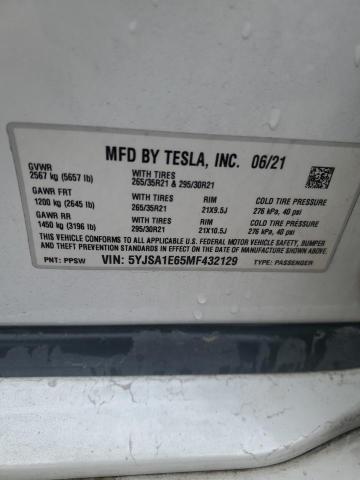 MFD BY TESLA, INC. 06/21
GVWR
2567 kg (5657 lb)
WITH TIRES
265/35R21 & 295/30R21
GAWR FRT
1200 kg (2645 lb)
WITH TIRES
265/35R21
RIM
21X9.5J
COLD TIRE PRESSURE
276 kPa, 40 psi
GAWR RR
1450 kg (3196 lb)
WITH TIRES
295/30R21
RIM
21X10.5J
COLD TIRE PRESSURE
276 kPa, 40 psi
THIS VEHICLE CONFORMS TO ALL APPLICABLE FEDERAL MOTOR VEHICLE SAFETY, BUMPER
AND THEFT PREVENTION STANDARDS IN EFFECT ON THE DATE OF MANUFACTURE SHOWN ABOVE.
PNT: PPSW VIN: 5YJSA1E65MF432129 TYPE: PASSENGER